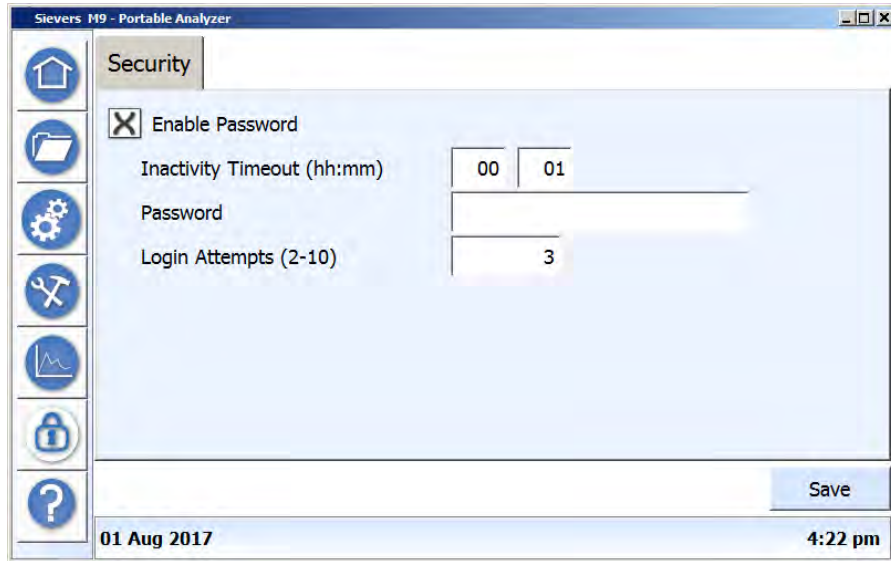 Sievers M9 - Portable Analyzer
Security
Enable Password
Inactivity Timeout (hh:mm) 00 01
Password
Login Attempts (2-10) 3
Save
01 Aug 2017 4:22 pm